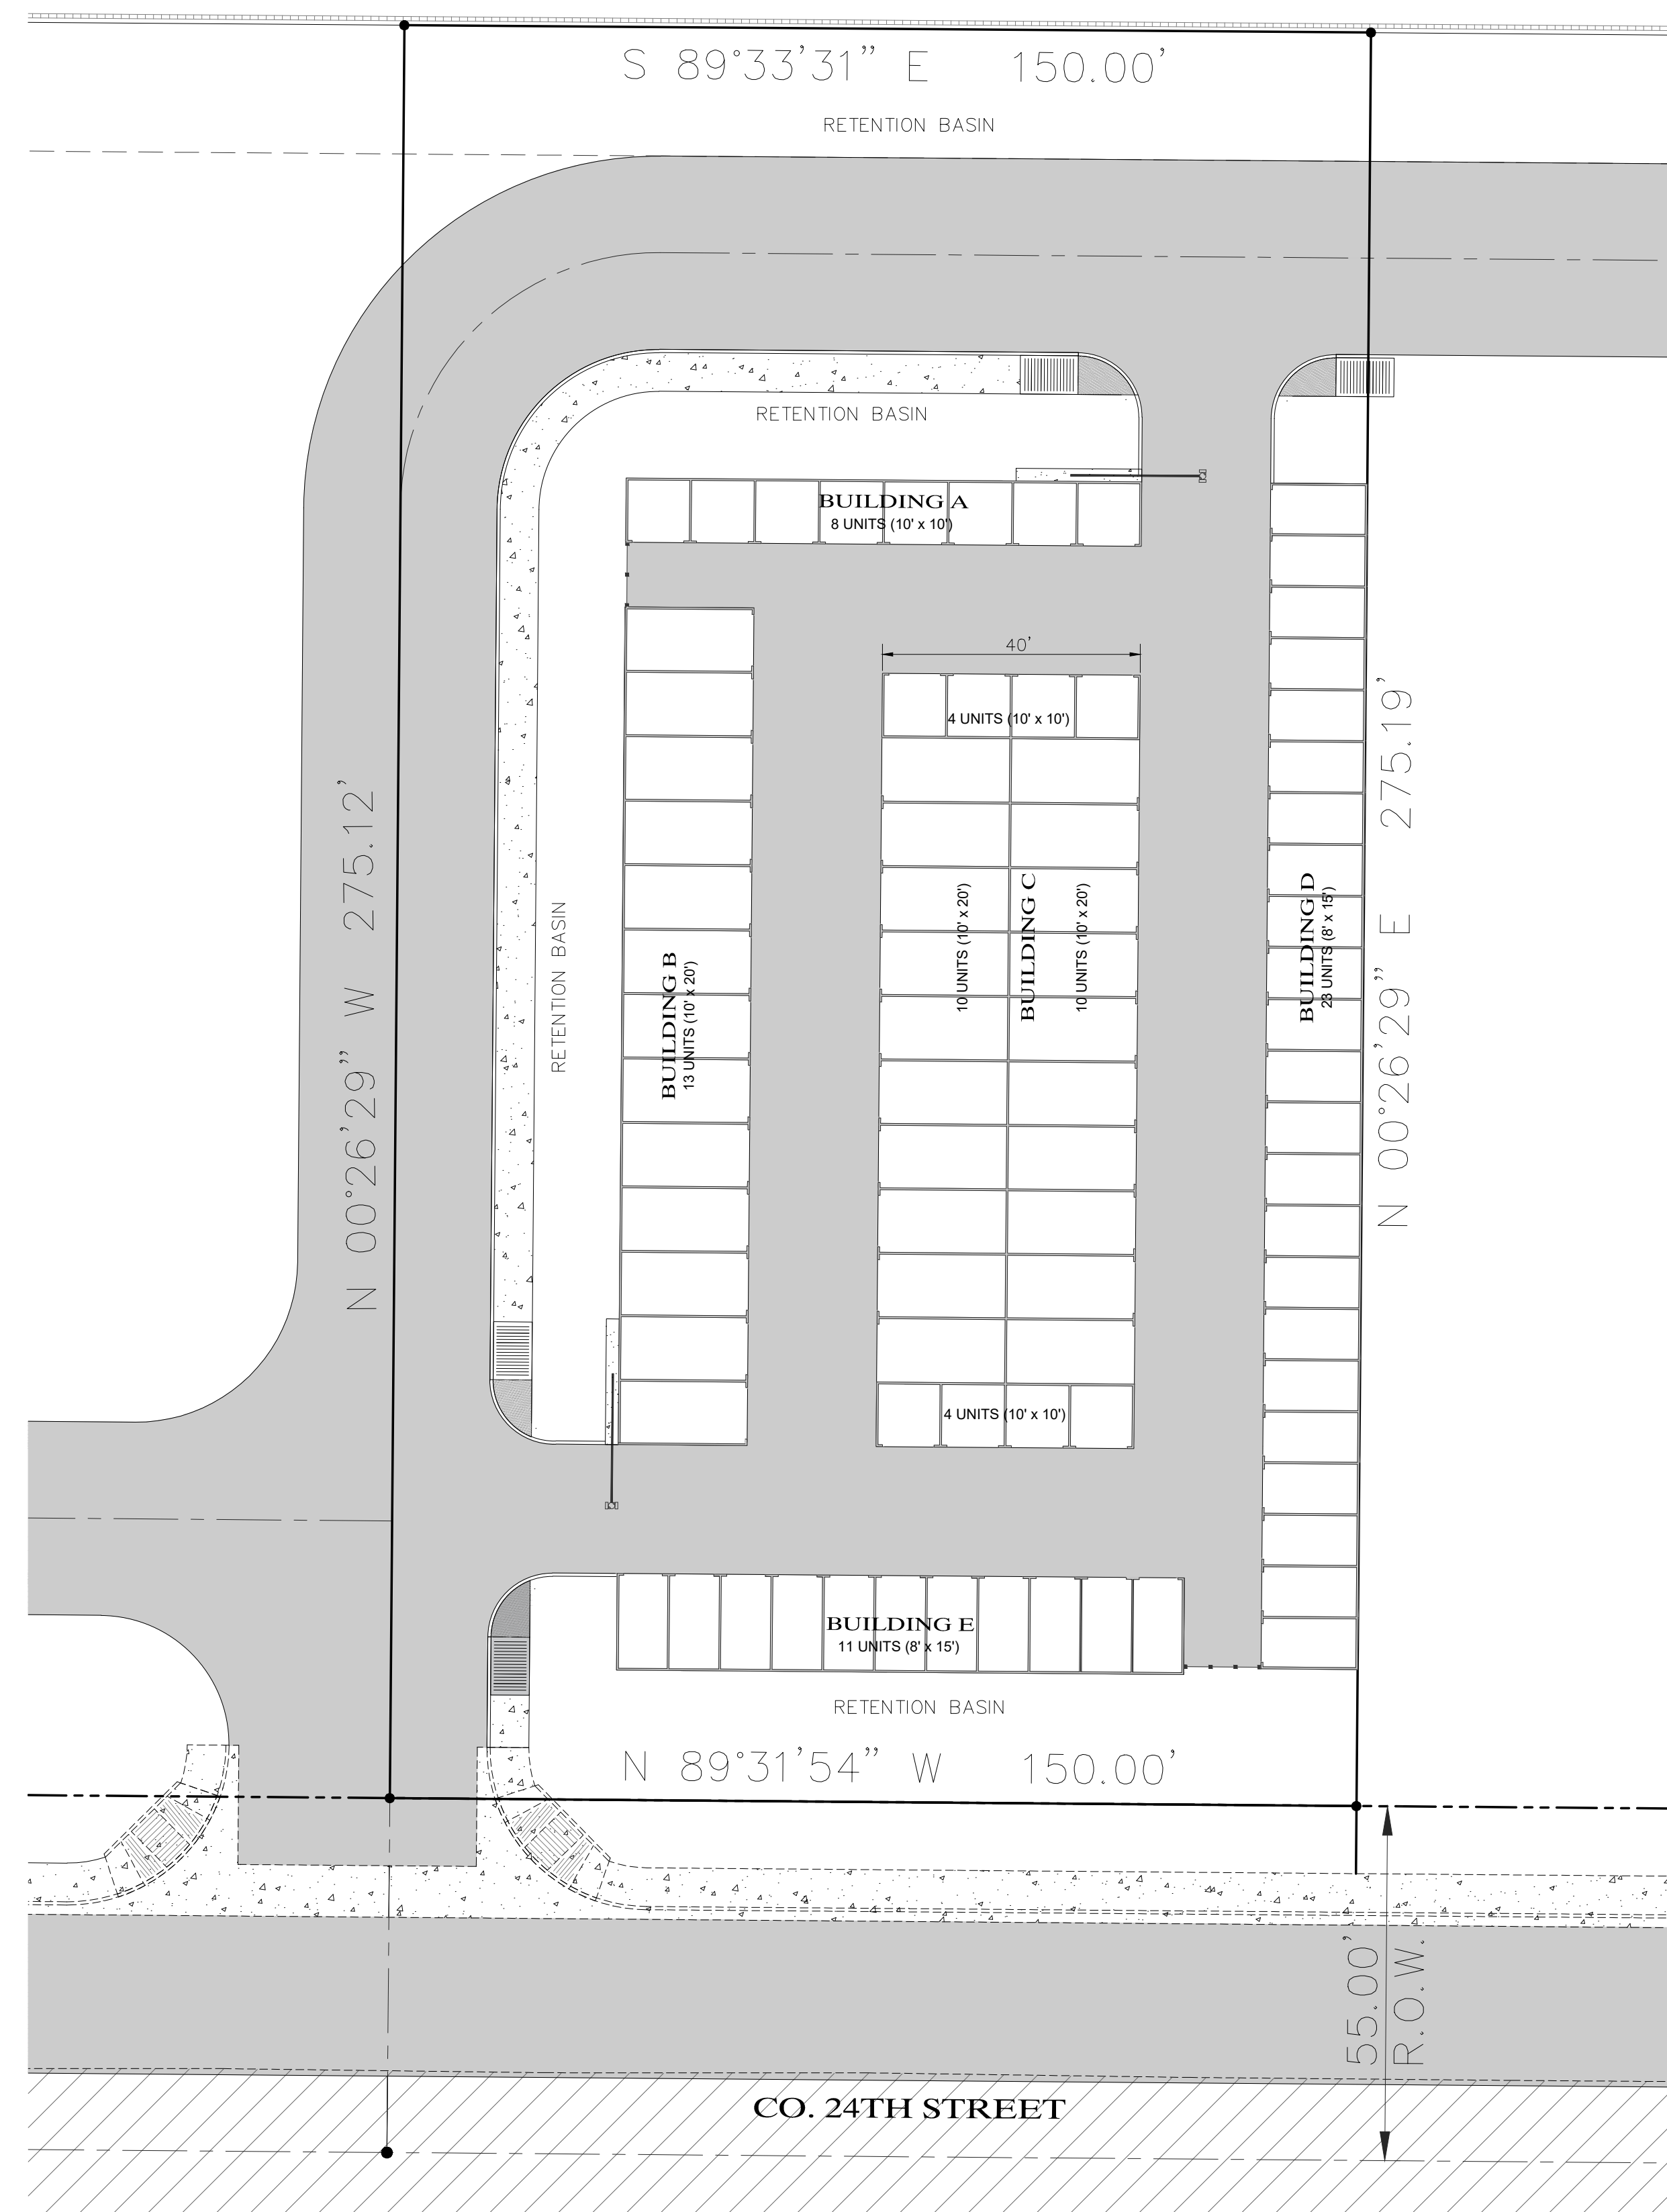 S 89°33'31" E 150.00'
RETENTION BASIN
RETENTION BASIN
BUILDING A
8 UNITS (10' x 10')
40'
4 UNITS (10' x 10')
N 00°26'29" W 275.12'
RETENTION BASIN
BUILDING B
13 UNITS (10' x 20')
10 UNITS (10' x 20')
BUILDING C
10 UNITS (10' x 20')
BUILDING D
23 UNITS (8' x 15')
N 00°26'29" E 275.19'
4 UNITS (10' x 10')
BUILDING E
11 UNITS (8' x 15')
RETENTION BASIN
N 89°31'54" W 150.00'
55.00'
R.O.W.
CO. 24TH STREET